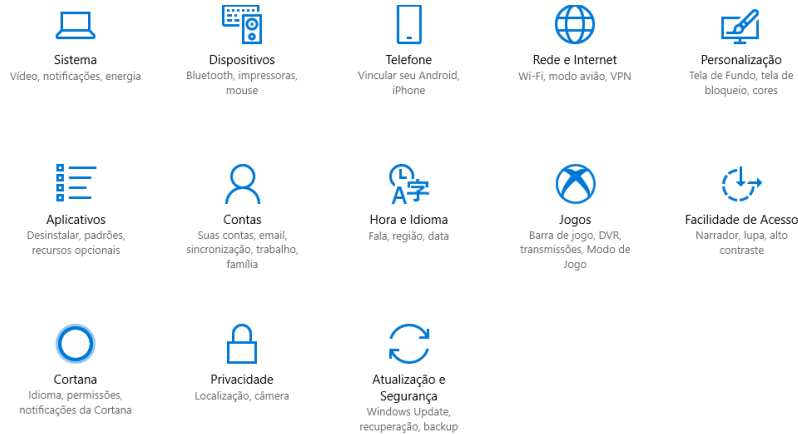 Sistema
Vídeo, notificações, energia
Dispositivos
Bluetooth, impressoras,
mouse
Telefone
Vincular seu Android,
iPhone
Rede e Internet
Wi-Fi, modo avião, VPN
Personalização
Tela de Fundo, tela de
bloqueio, cores
Aplicativos
Desinstalar, padrões,
recursos opcionais
Contas
Suas contas, email,
sincronização, trabalho,
família
A字
Hora e Idioma
Fala, região, data
Jogos
Barra de jogo, DVR,
transmissões, Modo de
Jogo
Facilidade de Acesso
Narrador, lupa, alto
contraste
Cortana
Idioma, permissões,
notificações da Cortana
Privacidade
Localização, câmera
Atualização e
Segurança
Windows Update,
recuperação, backup